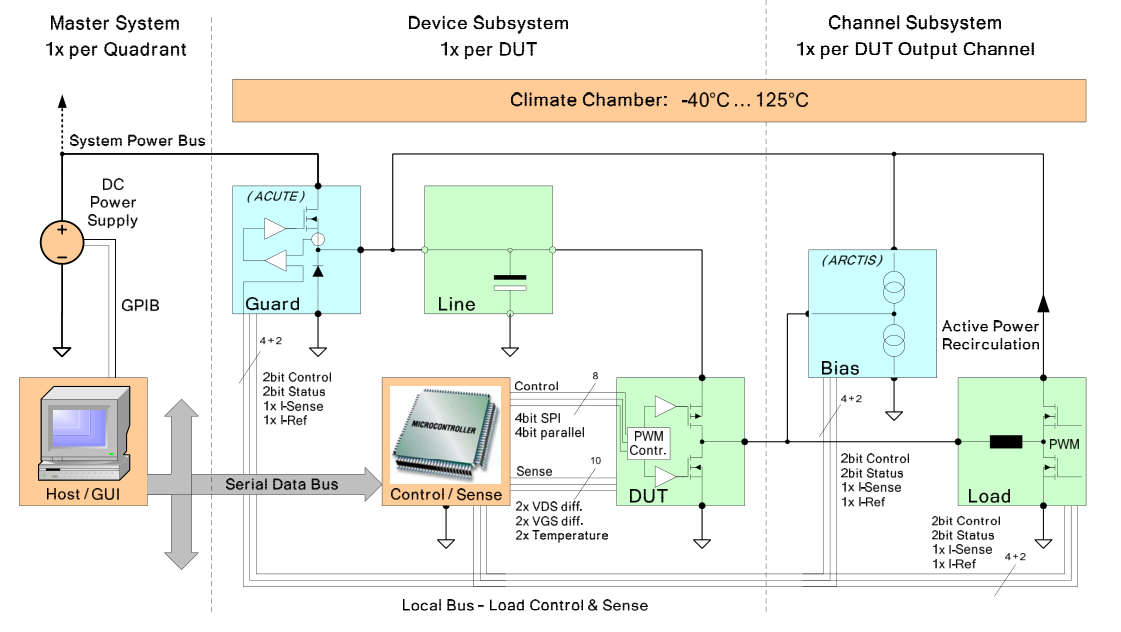 Master System
1x per Quadrant
Device Subsystem
1x per DUT
Channel Subsystem
1x per DUT Output Channel
Climate Chamber: -40°C ... 125°C
System Power Bus
DC
Power
Supply
+
–
GPIB
(ACUTE)
Guard
Line
(ARCTIS)
Bias
Active Power
Recirculation
4+2
2bit Control
2bit Status
1x I-Sense
1x I-Ref
Host / GUI
Serial Data Bus
MICROCONTROLLER
Control / Sense
Control
8
4bit SPI
4bit parallel
Sense
10
2x VDS diff.
2x VGS diff.
2x Temperature
PWM
Contr.
DUT
4+2
2bit Control
2bit Status
1x I-Sense
1x I-Ref
PWM
Load
2bit Control
2bit Status
1x I-Sense
1x I-Ref
4+2
Local Bus - Load Control & Sense